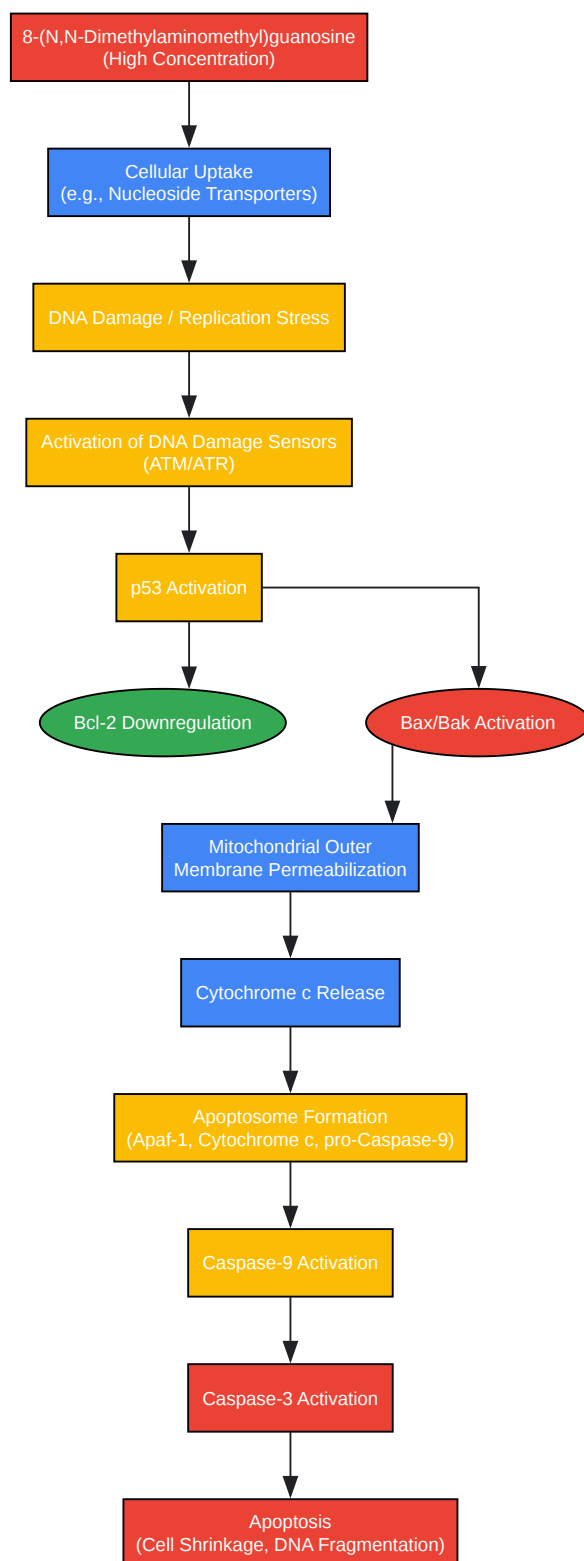 8-(N,N-Dimethylaminomethyl)guanosine
(High Concentration)
Cellular Uptake
(e.g., Nucleoside Transporters)
DNA Damage / Replication Stress
Activation of DNA Damage Sensors
(ATM/ATR)
p53 Activation
Bcl-2 Downregulation
Bax/Bak Activation
Mitochondrial Outer
Membrane Permeabilization
Cytochrome c Release
Apoptosome Formation
(Apaf-1, Cytochrome c, pro-Caspase-9)
Caspase-9 Activation
Caspase-3 Activation
Apoptosis
(Cell Shrinkage, DNA Fragmentation)